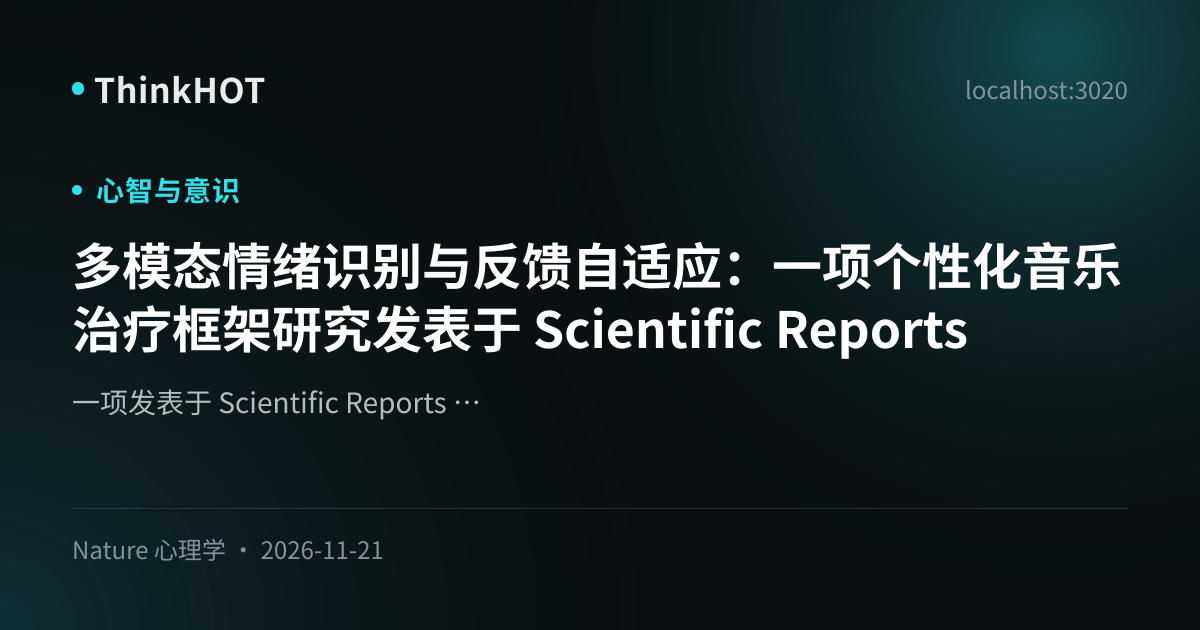 ThinkHOT
localhost:3020
心智与意识
多模态情绪识别与反馈自适应：一项个性化音乐
治疗框架研究发表于 Scientific Reports
一项发表于 Scientific Reports …
Nature 心理学 · 2026-11-21